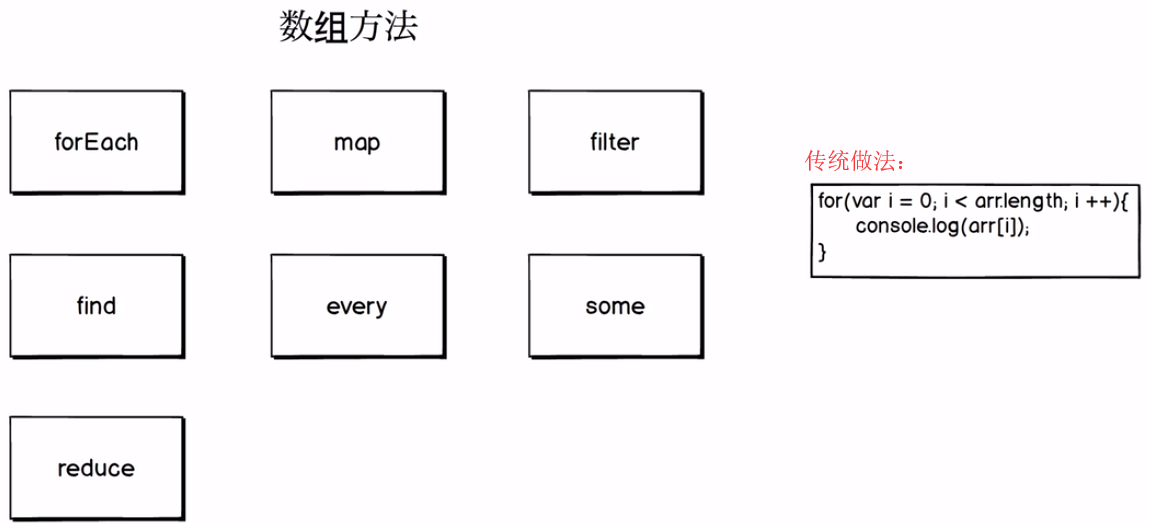 数组方法
forEach
map
filter
find
every
some
reduce
传统做法：
for(var i = 0; i < arr.length; i ++){
console.log(arr[i]);
}